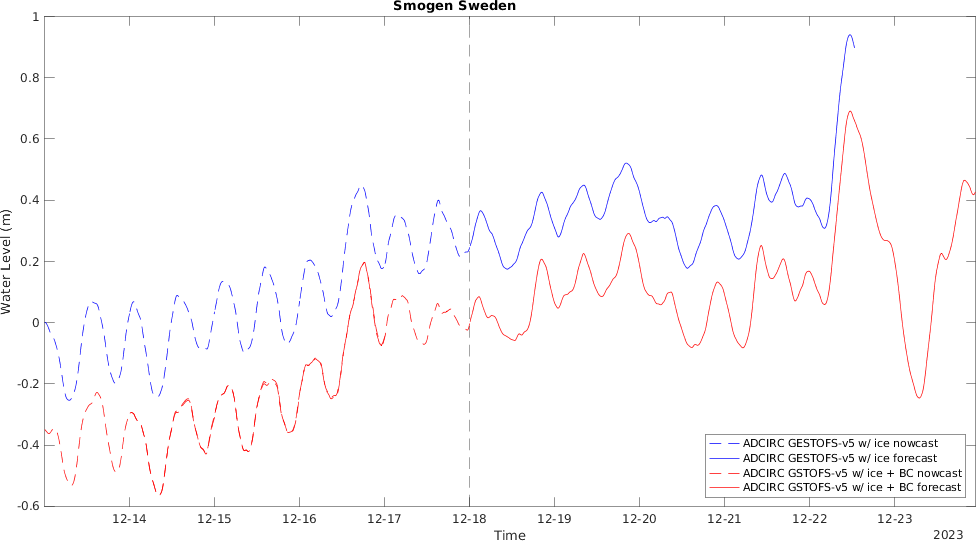 Smogen Sweden
Water Level (m)
1
0.8
0.6
0.4
0.2
0
-0.2
-0.4
-0.6
12-14
12-15
12-16
12-17
12-18
12-19
12-20
12-21
12-22
12-23
Time
2023
ADCIRC GESTOFS-v5 w/ ice nowcast
ADCIRC GESTOFS-v5 w/ ice forecast
ADCIRC GSTOFS-v5 w/ ice + BC nowcast
ADCIRC GSTOFS-v5 w/ ice + BC forecast